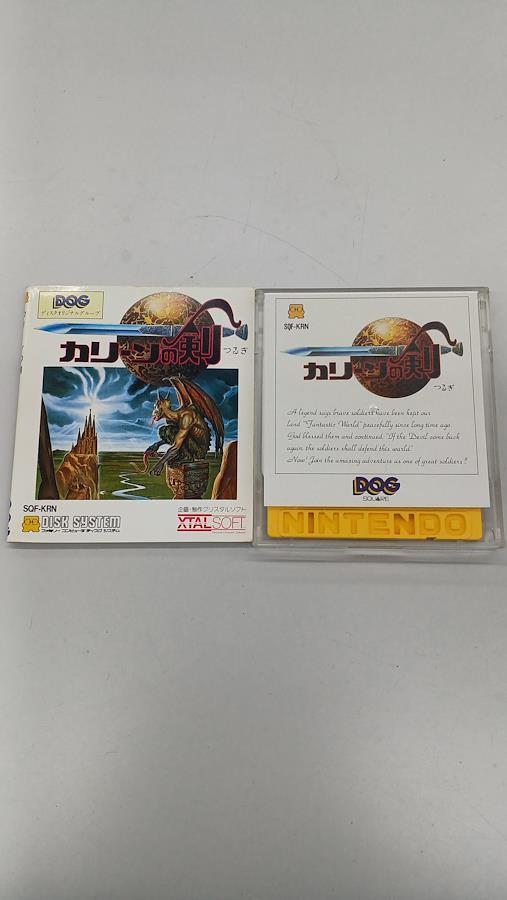 DOG
ディスクオリジナルグループ
カリーンの剣
つるぎ
SQF-KRN
DISK SYSTEM
ファミリー コンピュータ ディスク システム
企画・制作クリスタルソフト
XTALSOFT
SQF-KRN
カリーンの剣
つるぎ
A legend says brave soldiers have been kept our
land "Fantastic World" peacefully since long time ago.
God blessed them and continued. 'If the Devil come back
again the soldiers shall defend this world'
Now! Join the amazing adventure as one of great soldiers!!
DOG
SQUARE
NINTENDO